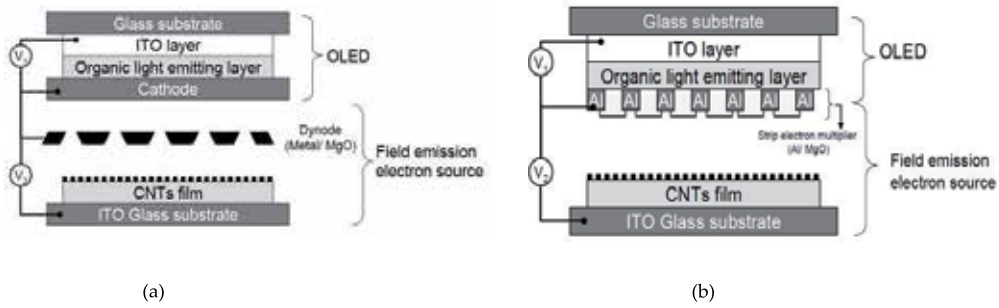 Glass substrate
ITO layer
Organic light emitting layer
Cathode
OLED
V1
Dynode
(Metal/ MgO)
V2
Field emission
electron source
CNTs film
ITO Glass substrate
(a)
Glass substrate
ITO layer
Organic light emitting layer
Al Al Al Al Al Al Al
OLED
V1
Strip electron multiplier
(Al/ MgO)
V2
Field emission
electron source
CNTs film
ITO Glass substrate
(b)